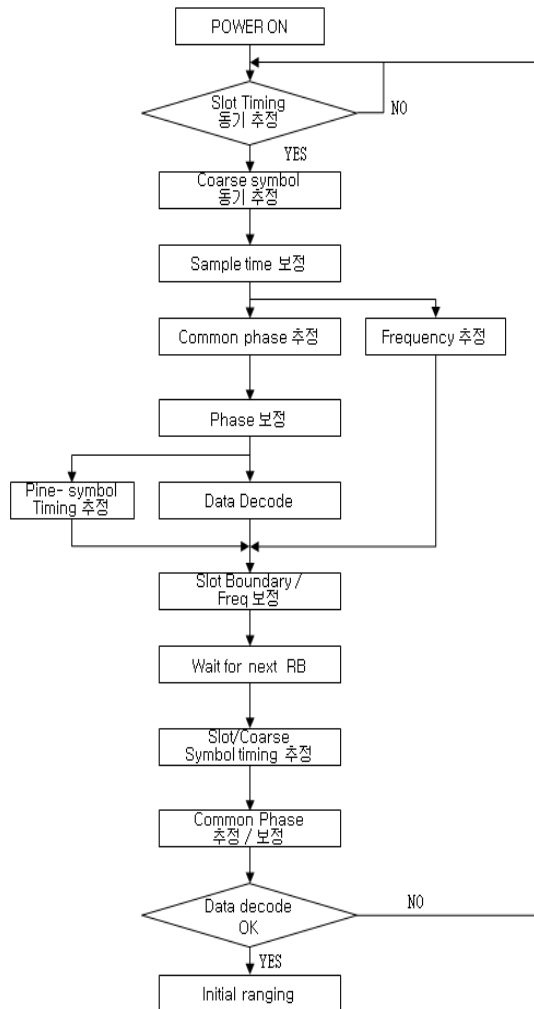 POWER ON
Slot Timing
동기 추정
NO
YES
Coarse symbol
동기 추정
Sample time 보정
Common phase 추정
Frequency 추정
Phase 보정
Pine- symbol
Timing 추정
Data Decode
Slot Boundary /
Freq 보정
Wait for next RB
Slot/Coarse
Symbol timing 추정
Common Phase
추정 / 보정
Data decode
OK
NO
YES
Initial ranging